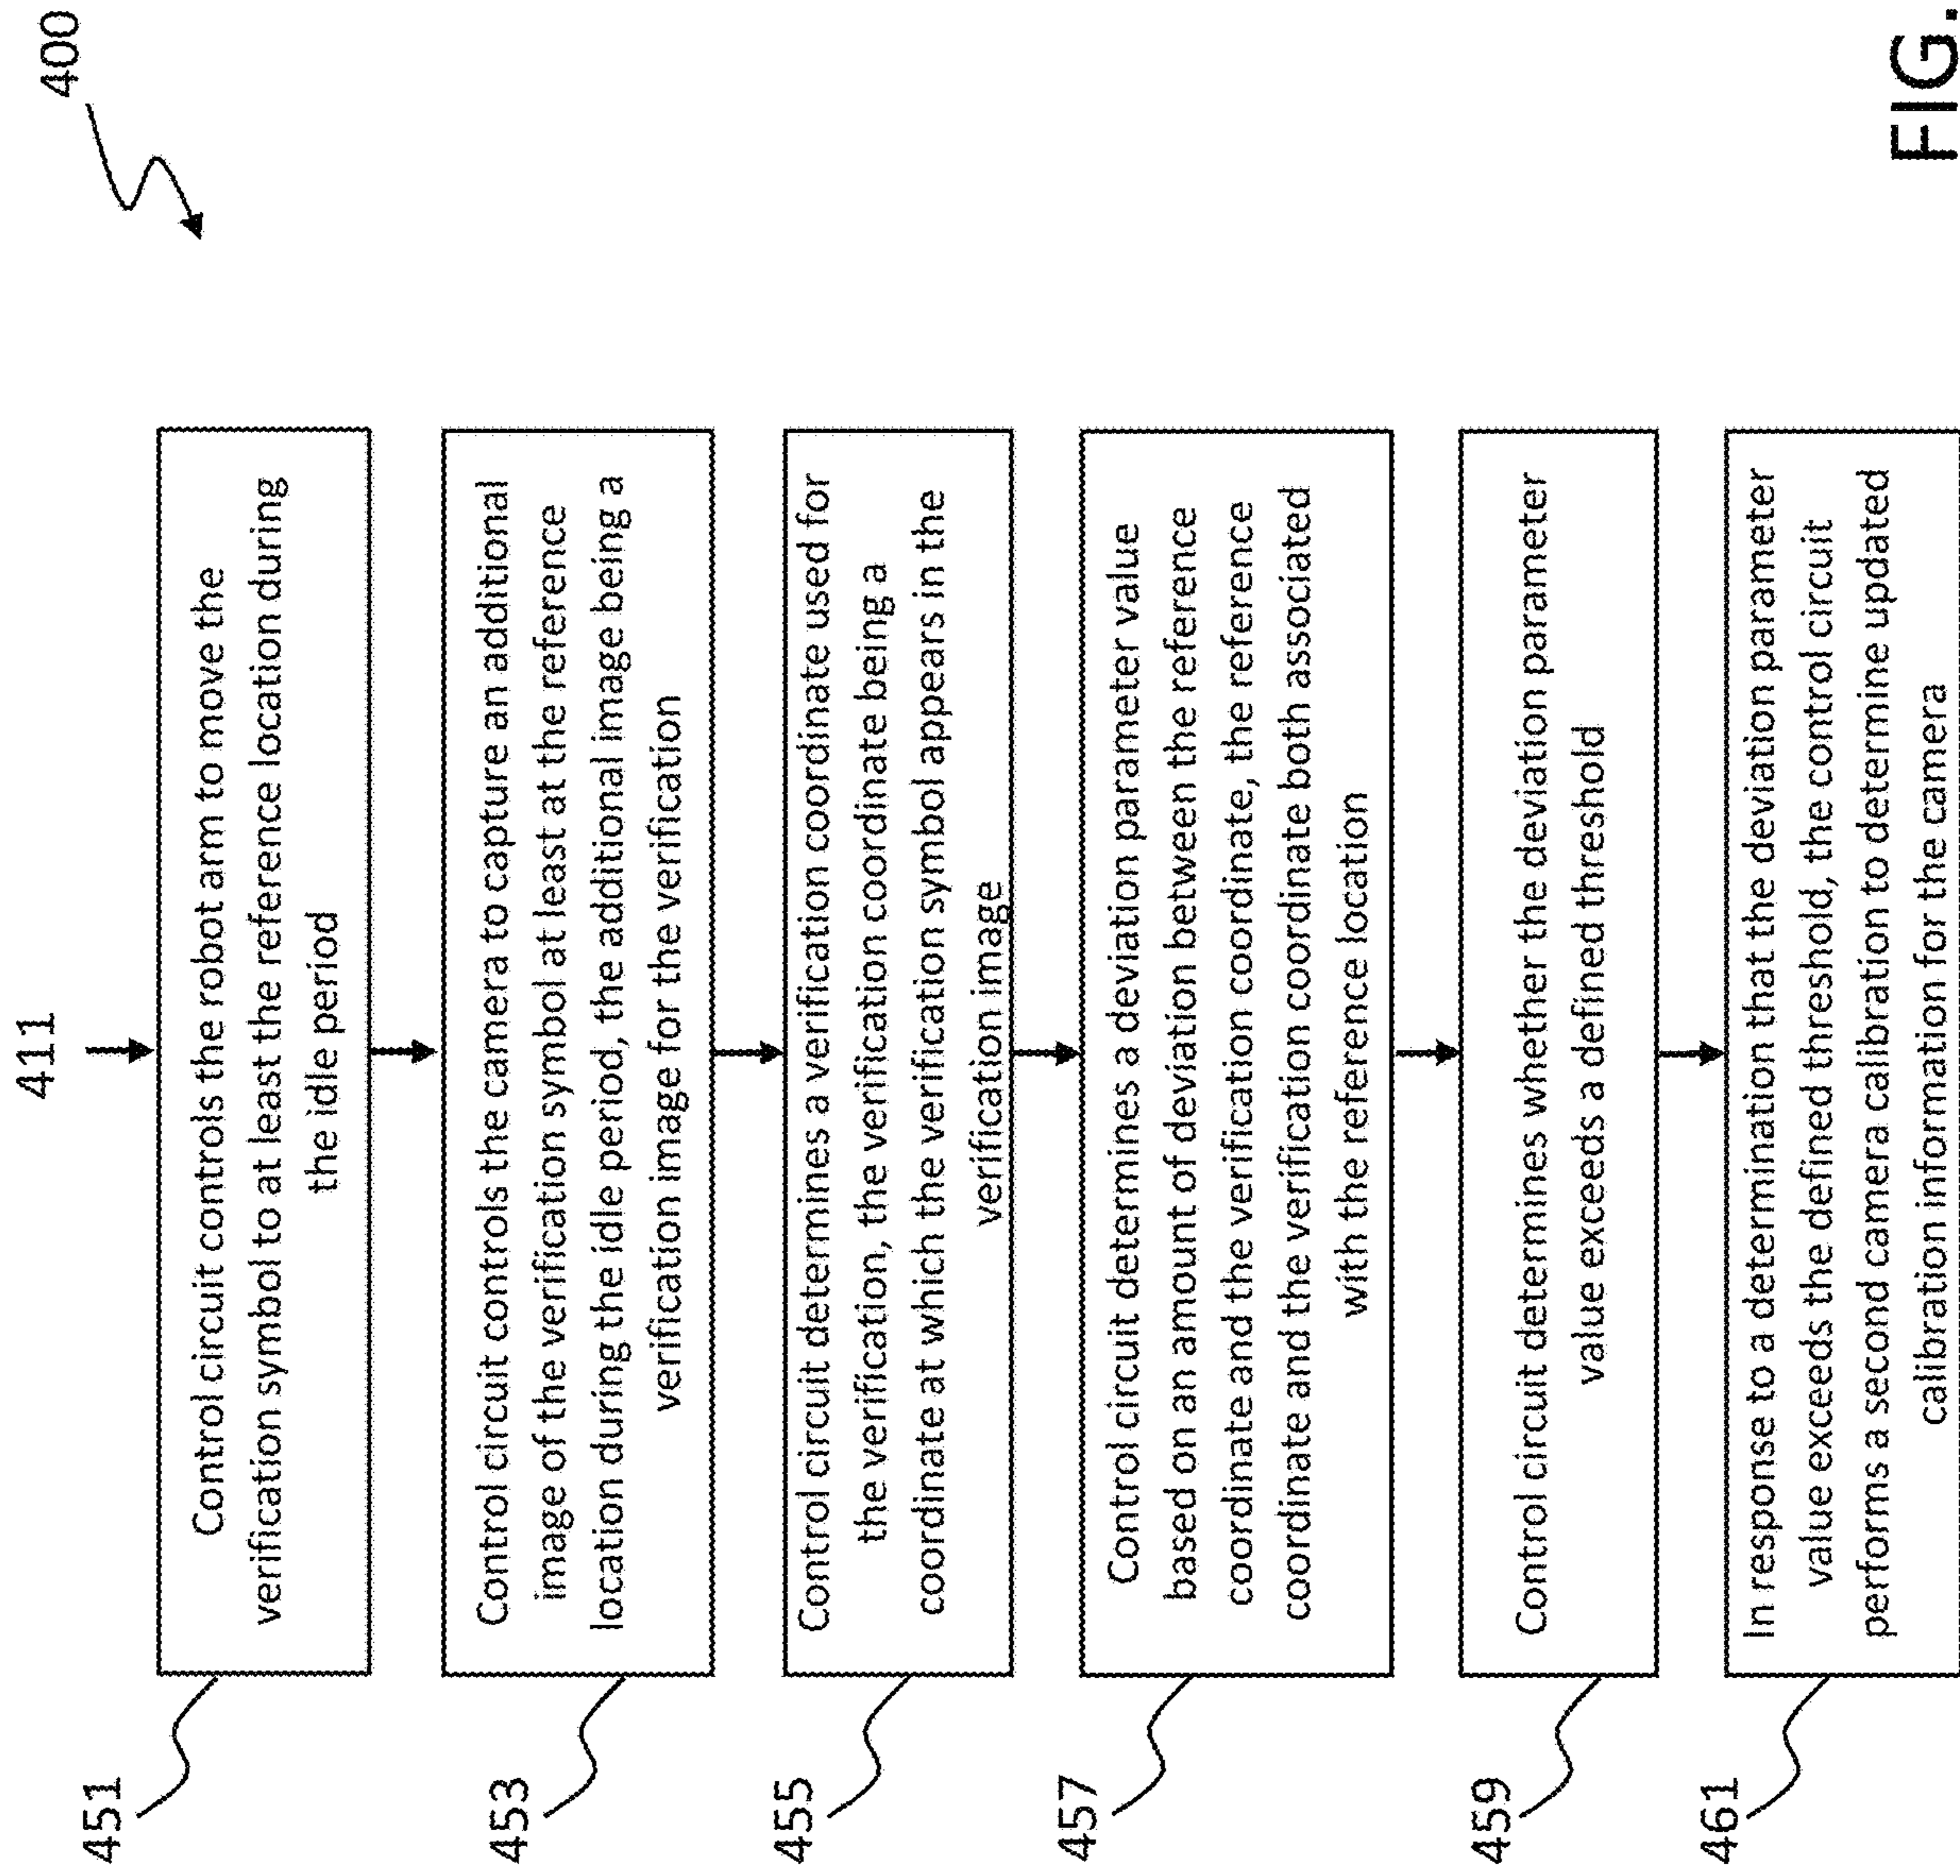 400
411
451
Control circuit controls the robot arm to move the
verification symbol to at least the reference location during
the idle period
453
Control circuit controls the camera to capture an additional
image of the verification symbol at least at the reference
location during the idle period, the additional image being a
verification image for the verification
455
Control circuit determines a verification coordinate used for
the verification, the verification coordinate being a
coordinate at which the verification symbol appears in the
verification image
457
Control circuit determines a deviation parameter value
based on an amount of deviation between the reference
coordinate and the verification coordinate, the reference
coordinate and the verification coordinate both associated
with the reference location
459
Control circuit determines whether the deviation parameter
value exceeds a defined threshold
461
In response to a determination that the deviation parameter
value exceeds the defined threshold, the control circuit
performs a second camera calibration to determine updated
calibration information for the camera
FIG.